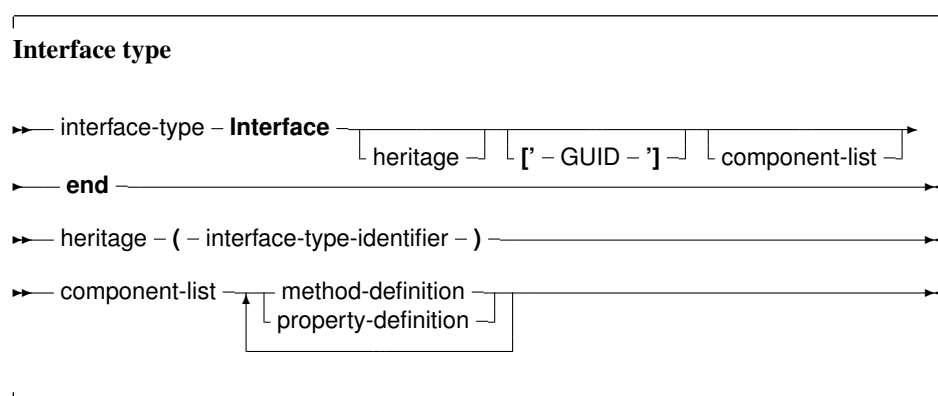 Interface type
interface-type Interface
heritage [' GUID '] component-list
end
heritage ( interface-type-identifier )
component-list method-definition
property-definition